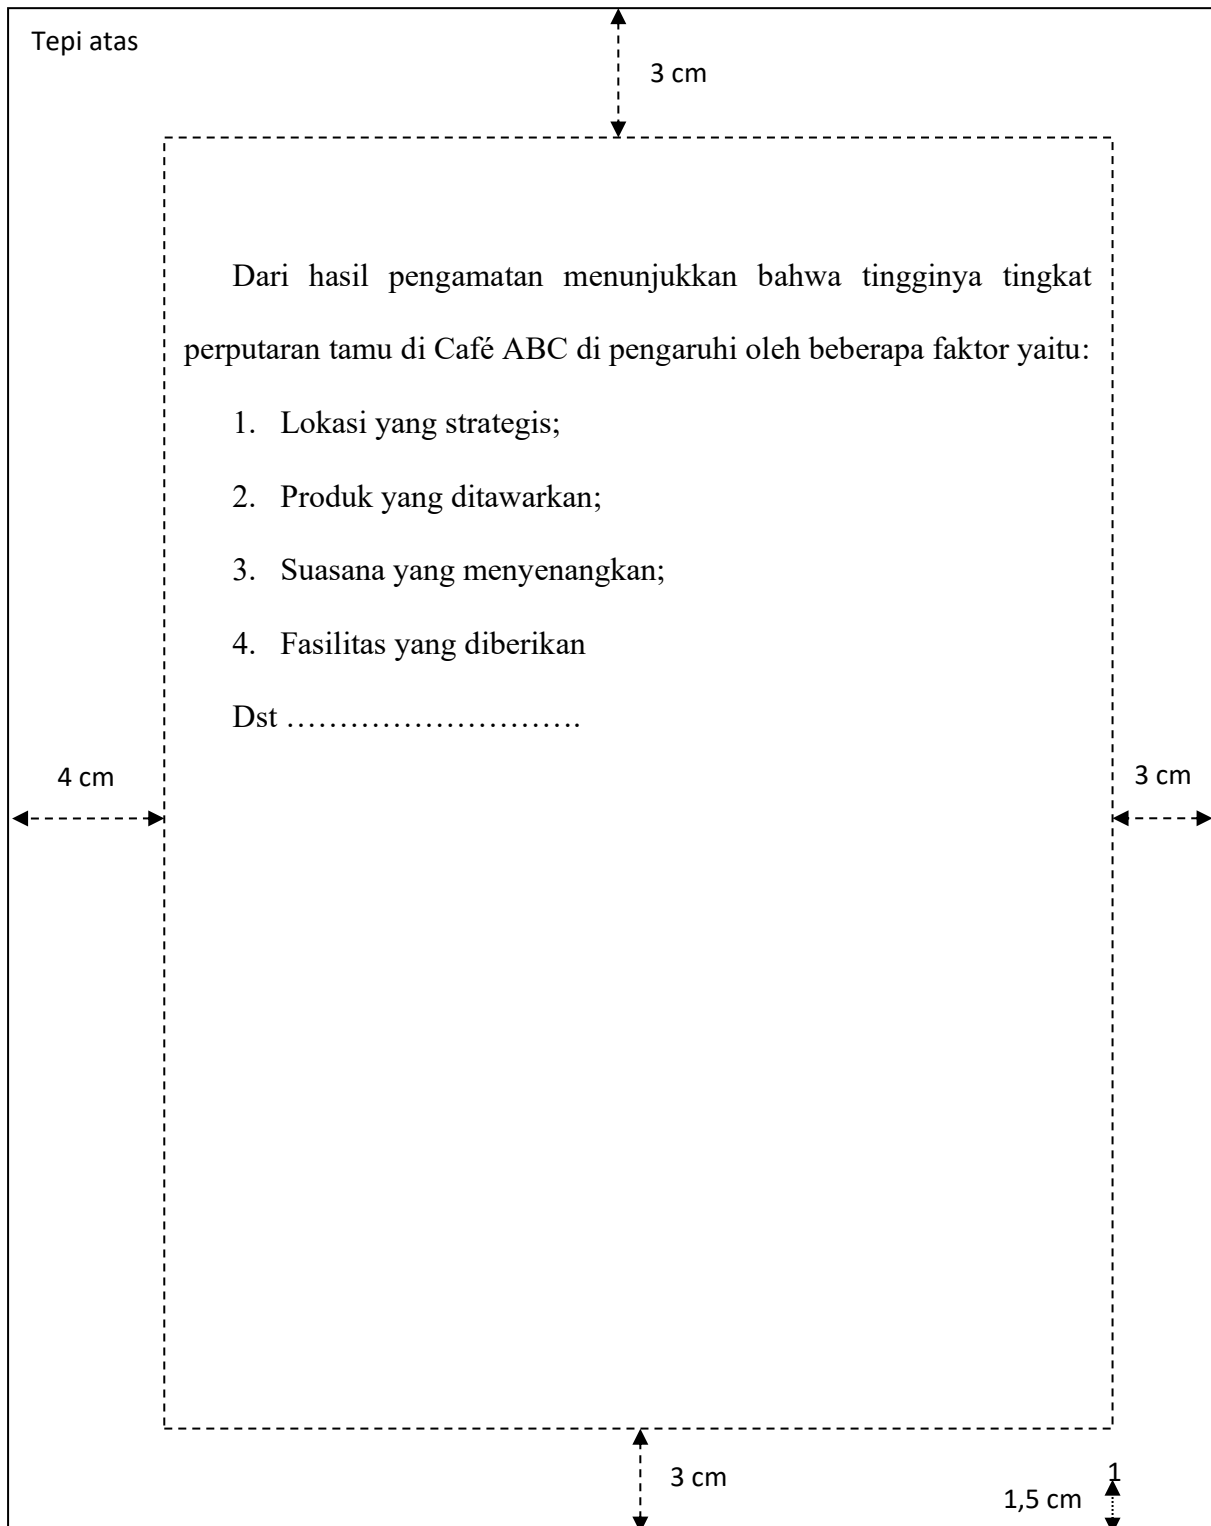 Tepi atas
3 cm
Dari hasil pengamatan menunjukkan bahwa tingginya tingkat
perputaran tamu di Café ABC di pengaruhi oleh beberapa faktor yaitu:
1. Lokasi yang strategis;
2. Produk yang ditawarkan;
3. Suasana yang menyenangkan;
4. Fasilitas yang diberikan
Dst ……………………….
4 cm
3 cm
3 cm
1
1,5 cm